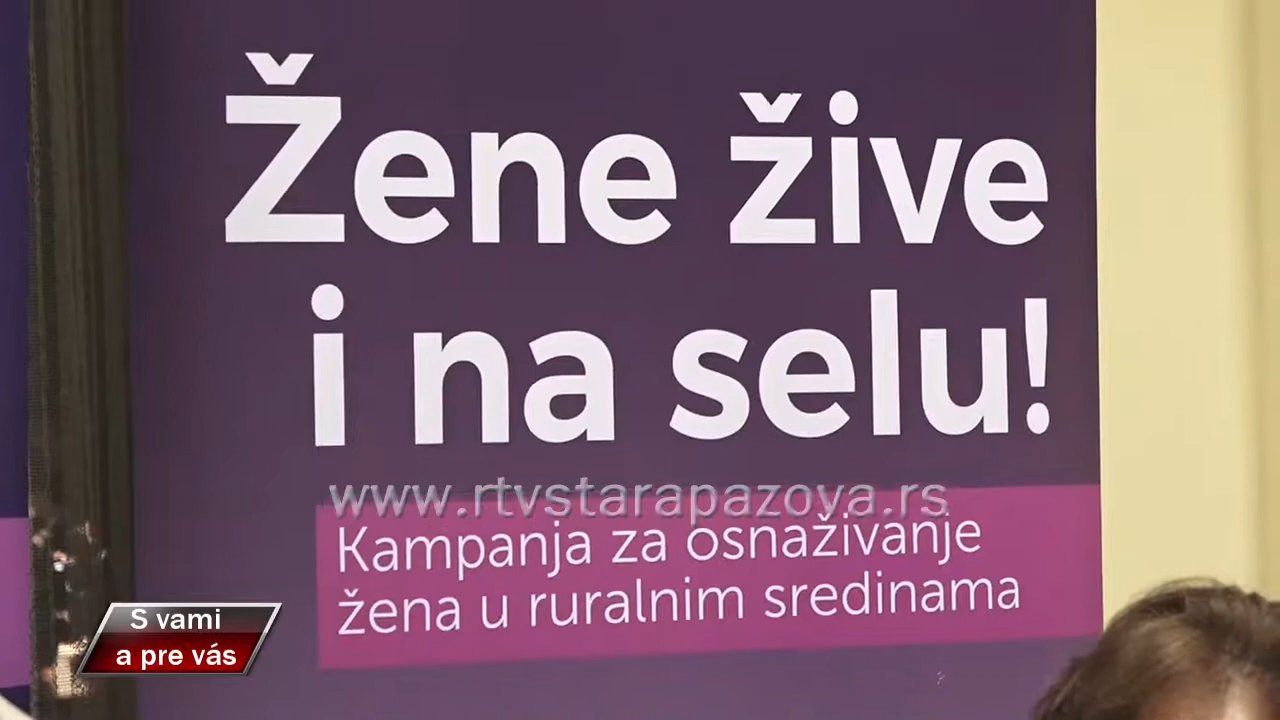 Žene žive
i na selu!
www.rtvstarapazova.rs
Kampanja za osnaživanje
žena u ruralnim sredinama
S vami
a pre vás